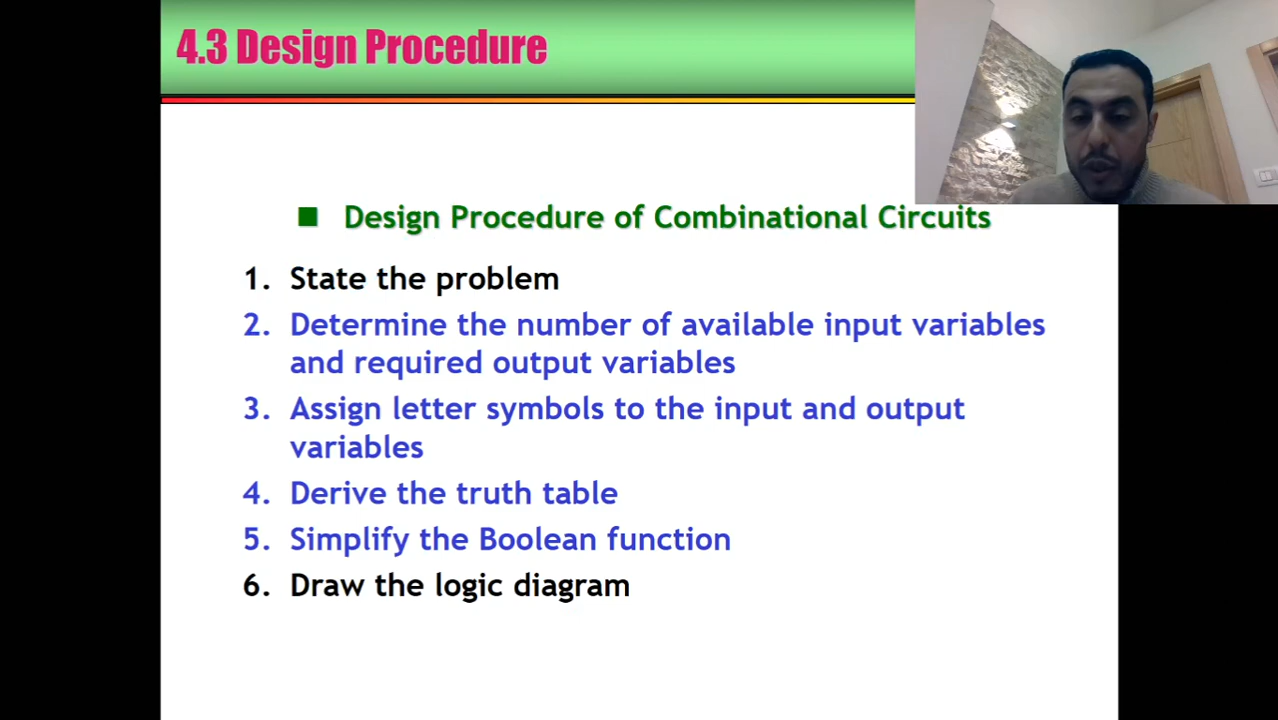 4.3 Design Procedure
■ Design Procedure of Combinational Circuits
1. State the problem
2. Determine the number of available input variables
and required output variables
3. Assign letter symbols to the input and output
variables
4. Derive the truth table
5. Simplify the Boolean function
6. Draw the logic diagram